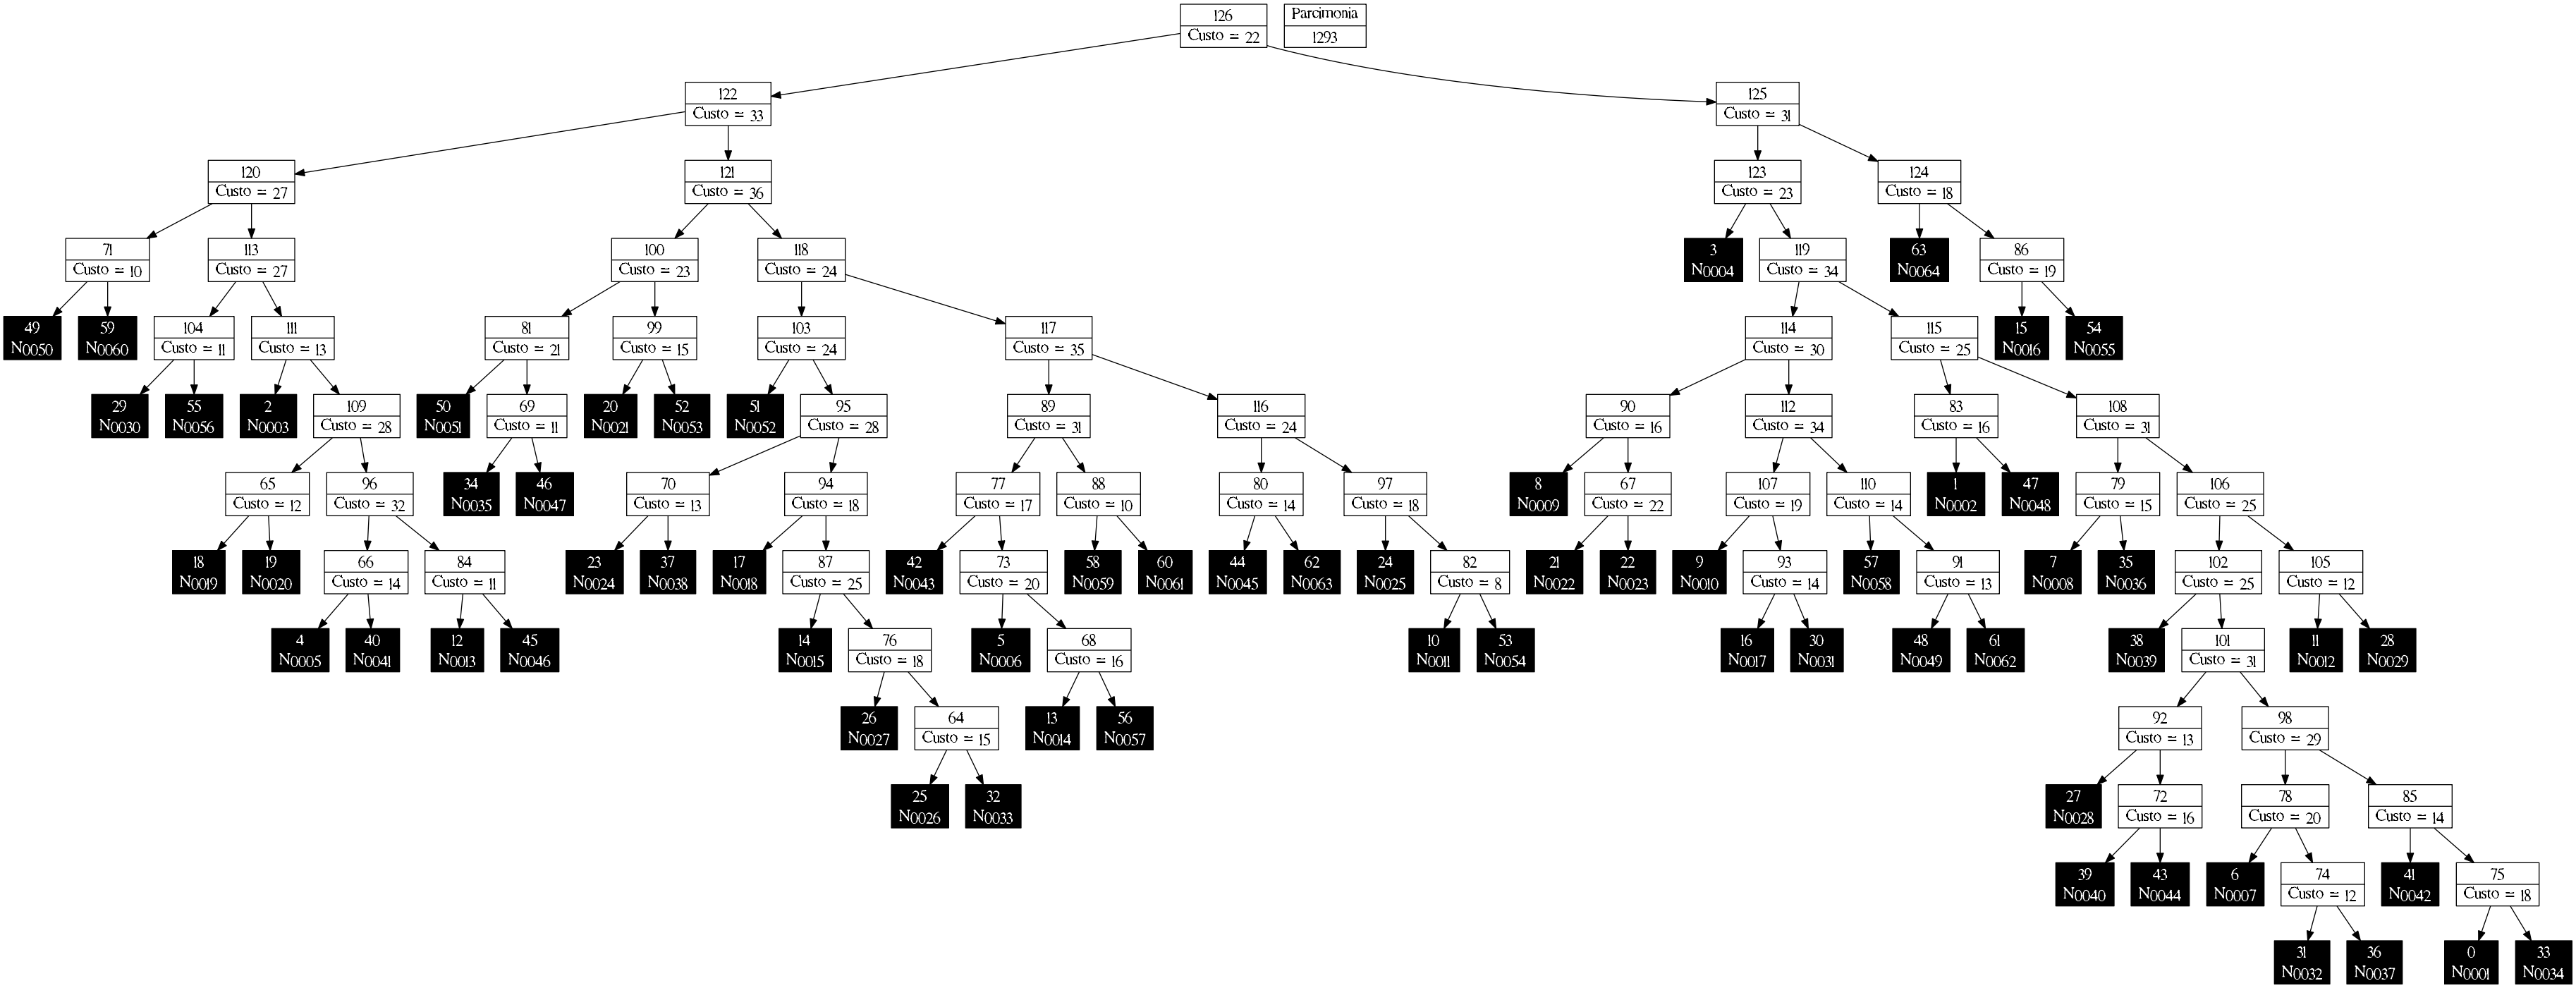 126
Custo = 22
Parcimonia
1293
122
Custo = 33
125
Custo = 31
120
Custo = 27
121
Custo = 36
123
Custo = 23
124
Custo = 18
71
Custo = 10
113
Custo = 27
100
Custo = 23
118
Custo = 24
3
N0004
119
Custo = 34
63
N0064
86
Custo = 19
49
N0050
59
N0060
104
Custo = 11
111
Custo = 13
81
Custo = 21
99
Custo = 15
103
Custo = 24
117
Custo = 35
114
Custo = 30
115
Custo = 25
15
N0016
54
N0055
29
N0030
55
N0056
2
N0003
109
Custo = 28
50
N0051
69
Custo = 11
20
N0021
52
N0053
51
N0052
95
Custo = 28
89
Custo = 31
116
Custo = 24
90
Custo = 16
112
Custo = 34
83
Custo = 16
108
Custo = 31
65
Custo = 12
96
Custo = 32
34
N0035
46
N0047
70
Custo = 13
94
Custo = 18
77
Custo = 17
88
Custo = 10
80
Custo = 14
97
Custo = 18
8
N0009
67
Custo = 22
107
Custo = 19
110
Custo = 14
1
N0002
47
N0048
79
Custo = 15
106
Custo = 25
18
N0019
19
N0020
66
Custo = 14
84
Custo = 11
23
N0024
37
N0038
17
N0018
87
Custo = 25
42
N0043
73
Custo = 20
58
N0059
60
N0061
44
N0045
62
N0063
24
N0025
82
Custo = 8
21
N0022
22
N0023
9
N0010
93
Custo = 14
57
N0058
91
Custo = 13
7
N0008
35
N0036
102
Custo = 25
105
Custo = 12
4
N0005
40
N0041
12
N0013
45
N0046
14
N0015
76
Custo = 18
5
N0006
68
Custo = 16
10
N0011
53
N0054
16
N0017
30
N0031
48
N0049
61
N0062
38
N0039
101
Custo = 31
11
N0012
28
N0029
26
N0027
64
Custo = 15
13
N0014
56
N0057
92
Custo = 13
98
Custo = 29
25
N0026
32
N0033
27
N0028
72
Custo = 16
78
Custo = 20
85
Custo = 14
39
N0040
43
N0044
6
N0007
74
Custo = 12
41
N0042
75
Custo = 18
31
N0032
36
N0037
0
N0001
33
N0034